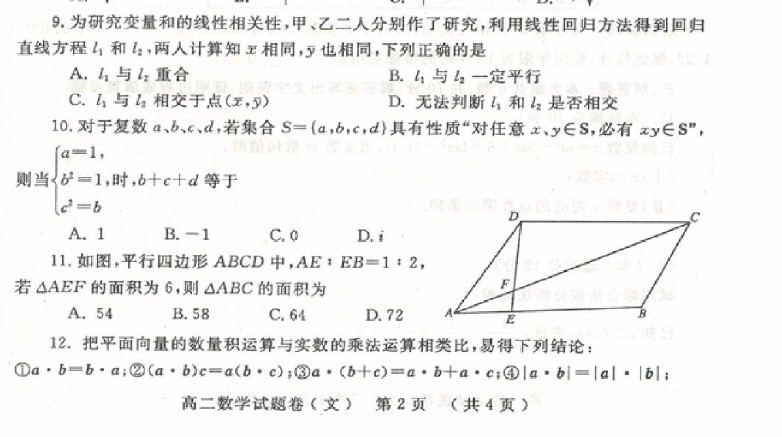 9.为研究变量和的线性相关性,甲、乙二人分别作了研究,利用线性回归方法得到回归
直线方程 l₁ 和 l₂,两人计算知 x̄ 相同,ȳ 也相同,下列正确的是
A. l₁ 与 l₂ 重合 B. l₁ 与 l₂ 一定平行
C. l₁ 与 l₂ 相交于点(x̄,ȳ) D. 无法判断 l₁ 和 l₂ 是否相交
10.对于复数 a、b、c、d,若集合 S={a,b,c,d}具有性质“对任意 x、y∈S,必有 xy∈S”,
则当{a=1, b²=1, c²=b 时,b+c+d 等于
A. 1 B. -1 C. 0 D. i
11.如图,平行四边形 ABCD 中,AE∶EB=1∶2,
若 △AEF 的面积为 6,则 △ABC 的面积为
A. 54 B. 58 C. 64 D. 72
D C F A E B
12. 把平面向量的数量积运算与实数的乘法运算相类比,易得下列结论:
①a·b=b·a;②(a·b)c=a(b·c);③a·(b+c)=a·b+a·c;④|a·b|=|a|·|b|;
高二数学试题卷(文) 第 2 页 (共 4 页)